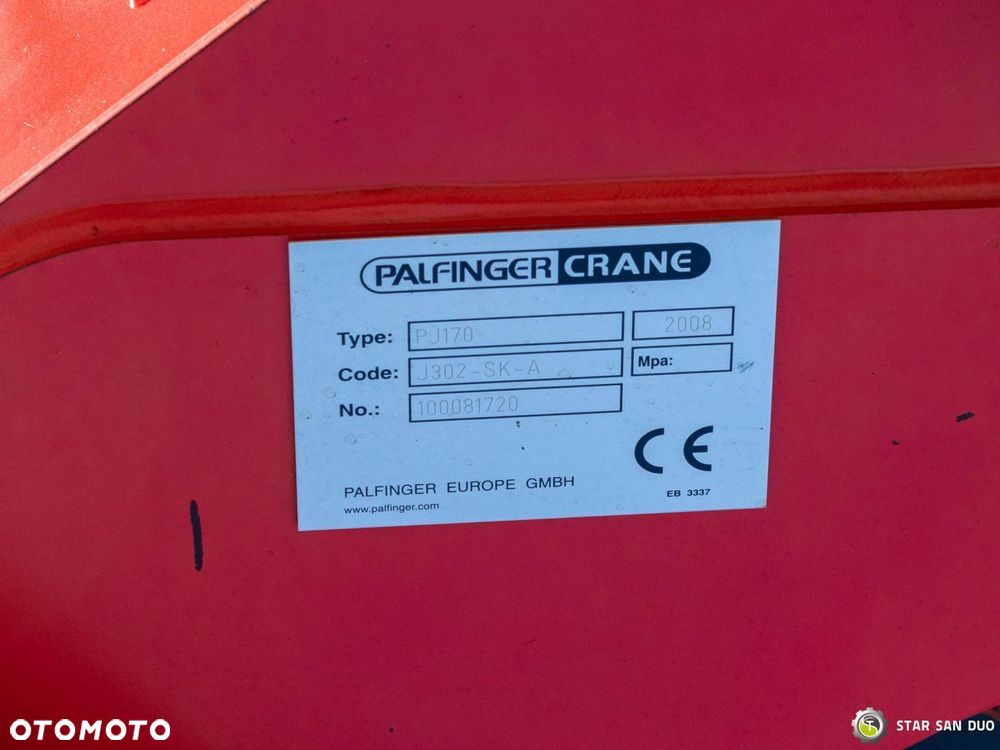 PALFINGER CRANE
Type: PJ170 2008
Code: J302-SK-A Mpa:
No.: 100081720
PALFINGER EUROPE GMBH
www.palfinger.com
EB 3337
CE
OTOMOTO
STAR SAN DUO